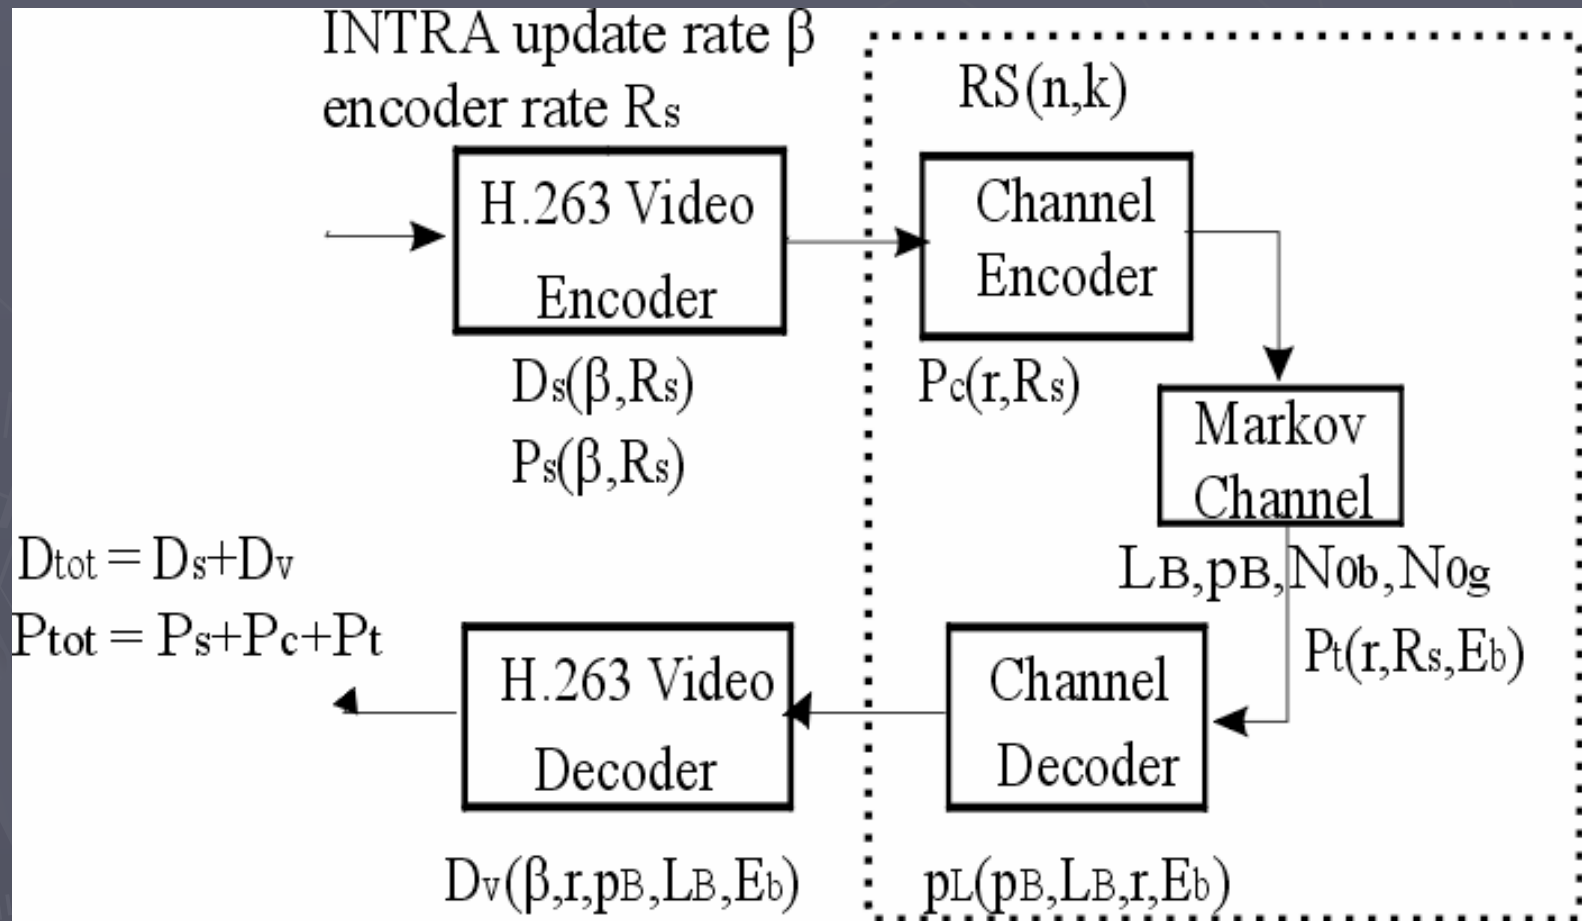 INTRA update rate β
encoder rate Rs
RS(n,k)
H.263 Video
Encoder
Channel
Encoder
Ds(β,Rs)
Ps(β,Rs)
Pc(r,Rs)
Markov
Channel
LB,pB,N0b,N0g
Pt(r,Rs,Eb)
Dtot = Ds+Dv
Ptot = Ps+Pc+Pt
H.263 Video
Decoder
Channel
Decoder
Dv(β,r,pB,LB,Eb)
pL(pB,LB,r,Eb)